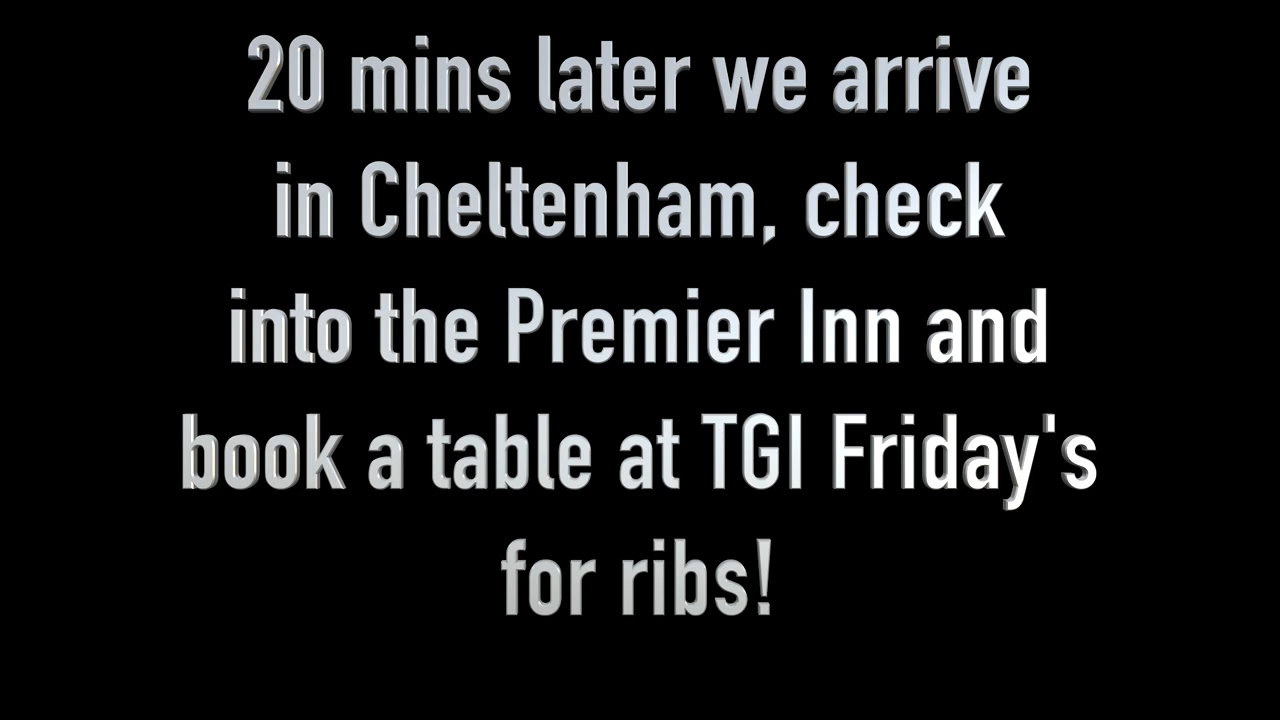 20 mins later we arrive
in Cheltenham, check
into the Premier Inn and
book a table at TGI Friday's
for ribs!